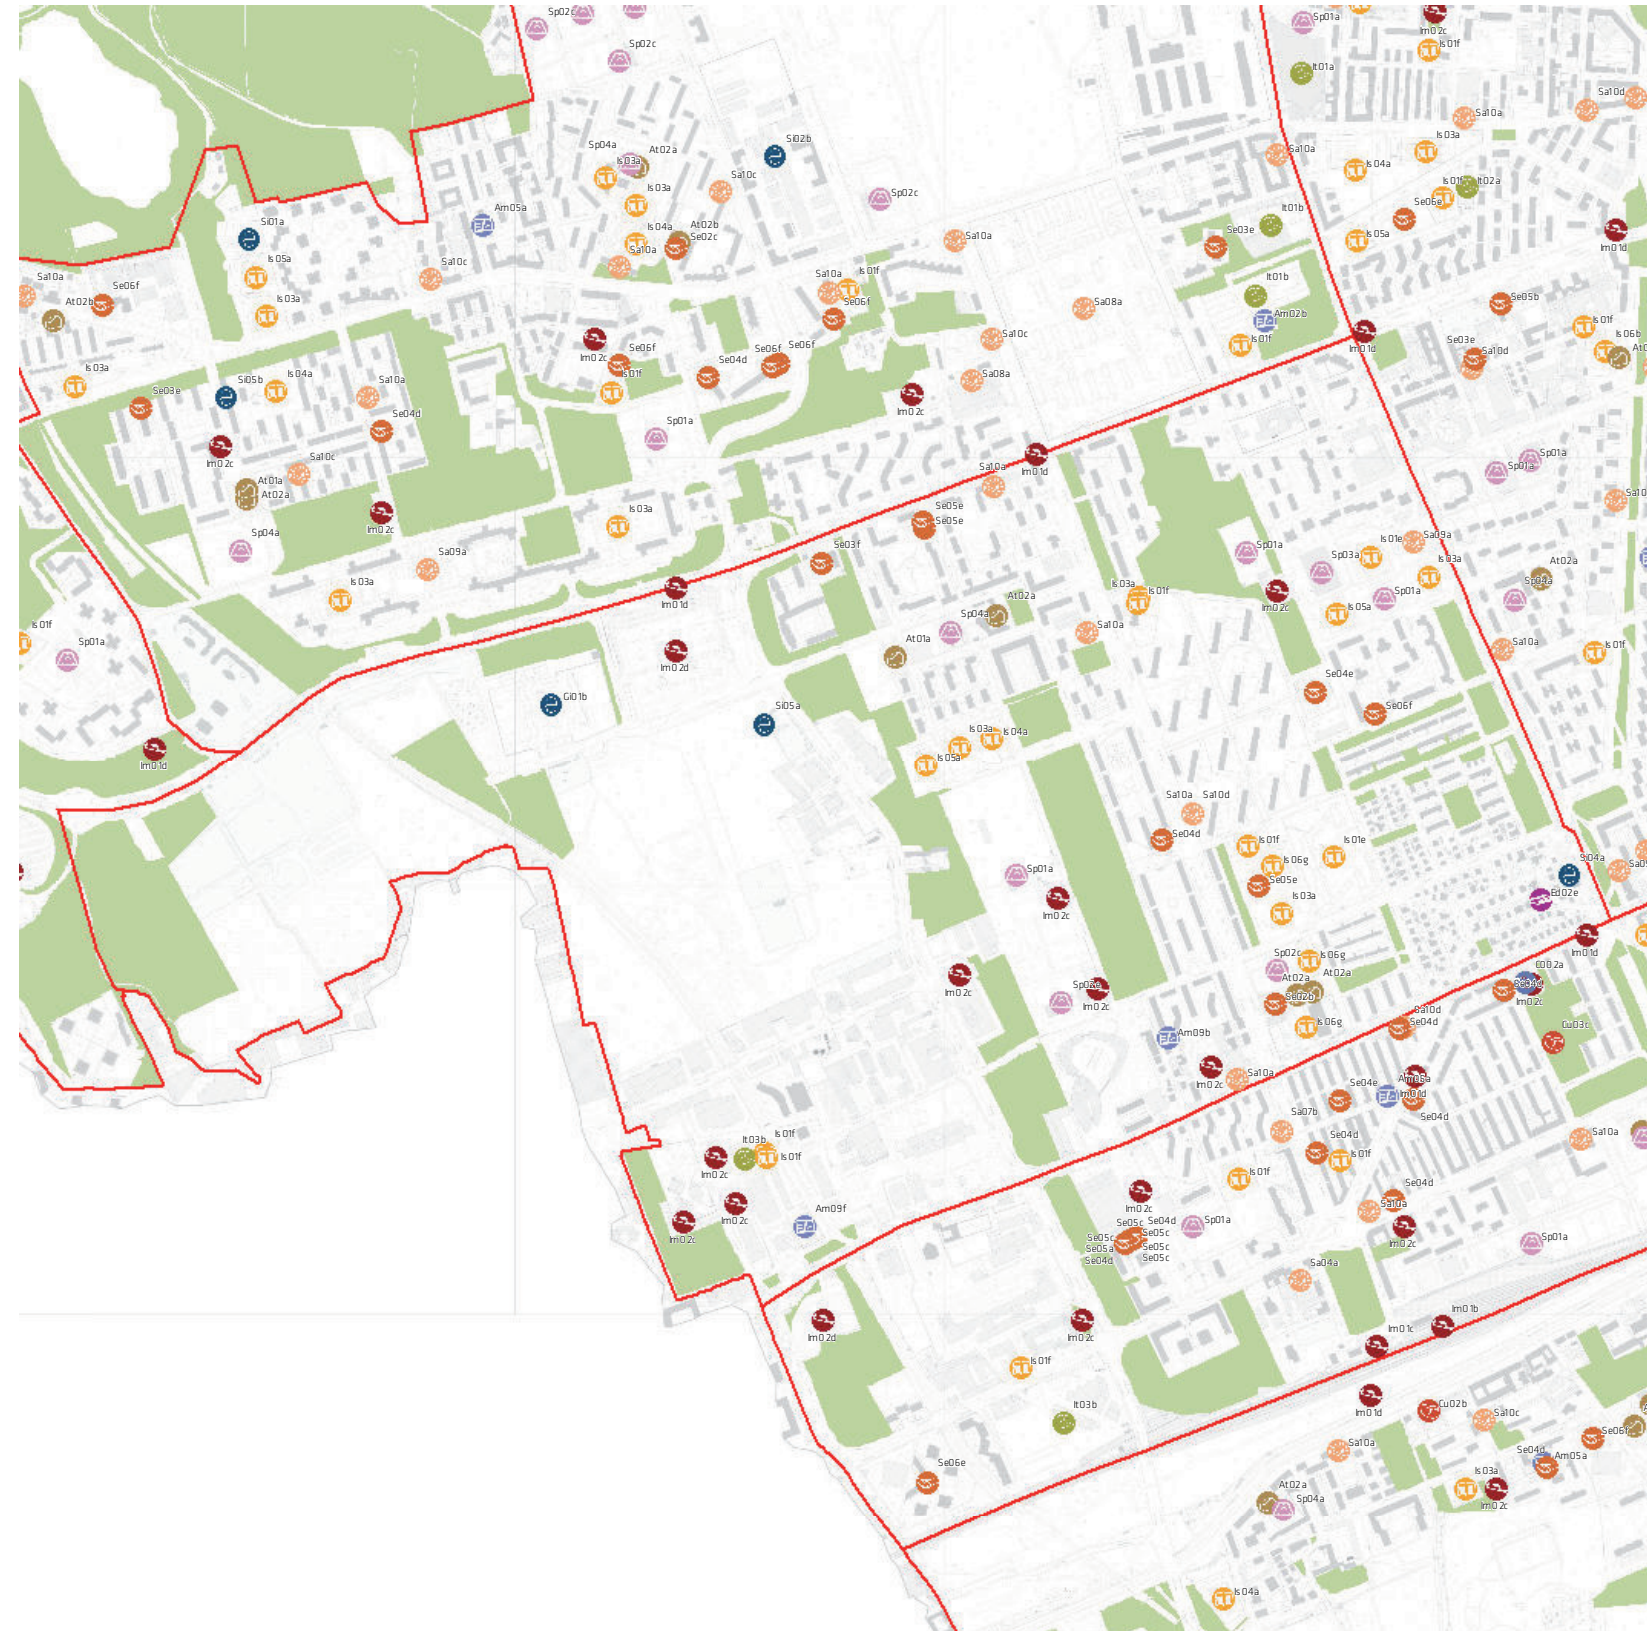 Sp02c
Sp01a
Im02c
Sp02c
Is01f
It01a
Sa10d
Sa10a
Si02b
Is03a
Sp04a
At02a
Sa10a
Is03a
Is04a
Sa10c
Is03a
Is01f
It02a
Sp02c
Am05a
Se06e
It01b
Si01a
Is04a
At02b
Se02c
Sa10a
Se03e
Is05a
Im01d
Sa10a
Is05a
Sa10c
Sa10a
Is01f
It01b
Sa10a
Se06f
At02b
Is03a
Se06f
Sa08a
Am02b
Se05b
Is01f
Is06b
Sa10c
Is01f
Im01d
Se03e
Sa10d
Im02c
Se06f
Se04d
Se06f
Se06f
Is01f
Sa08a
Is03a
Se03e
Si05b
Is04a
Sa10a
Im02c
Se04d
Sp01a
Im02c
Sa10c
Im01d
Sp01a
Sp01a
Sa10a
At01a
At02a
Im02c
Se05e
Se05e
Sp04a
Is03a
Sa09a
Is01e
Sa09a
Se03f
Sp01a
Sp03a
Is03a
At02a
Sp04a
Is03a
Im01d
Is03a
Is01f
Im02c
Sp01a
Is05a
At02a
Sp04a
Is01f
Sp01a
At01a
Sa10a
Sa10a
Is01f
Im02d
Se04e
Gi01b
Si05a
Se06f
Is03a
Is04a
Is05a
Im01d
Sa10a
Sa10d
Se04d
Is01f
Is01e
Is06g
Sp01a
Se05e
Si04a
Im02c
Is03a
Ed02e
Im01d
Sp02c
Is06g
At02a
At02a
Im02c
Im02c
Se02b
Im02c
Is06g
Sa10d
Se04d
Am09b
Cu03c
Im02c
Sa10a
Se04e
Im01d
Se04d
Sa07b
Is01f
It03b
Is01f
Se04d
Is01f
Sa10a
Im02c
Is01f
Im02c
Im02c
Am09f
Im02c
Se04d
Sa10a
Im02c
Se05c
Se04d
Se05c
Se05c
Se05a
Se05c
Se04d
Sp01a
Sp01a
Sa04a
Im02d
Im02c
Im01b
Im01c
Is01f
Im01d
Cu02b
Sa10c
It03b
Se06f
Sa10a
Se04d
Am05a
Se06e
Is03a
Im02c
At02a
Sp04a
Is04a